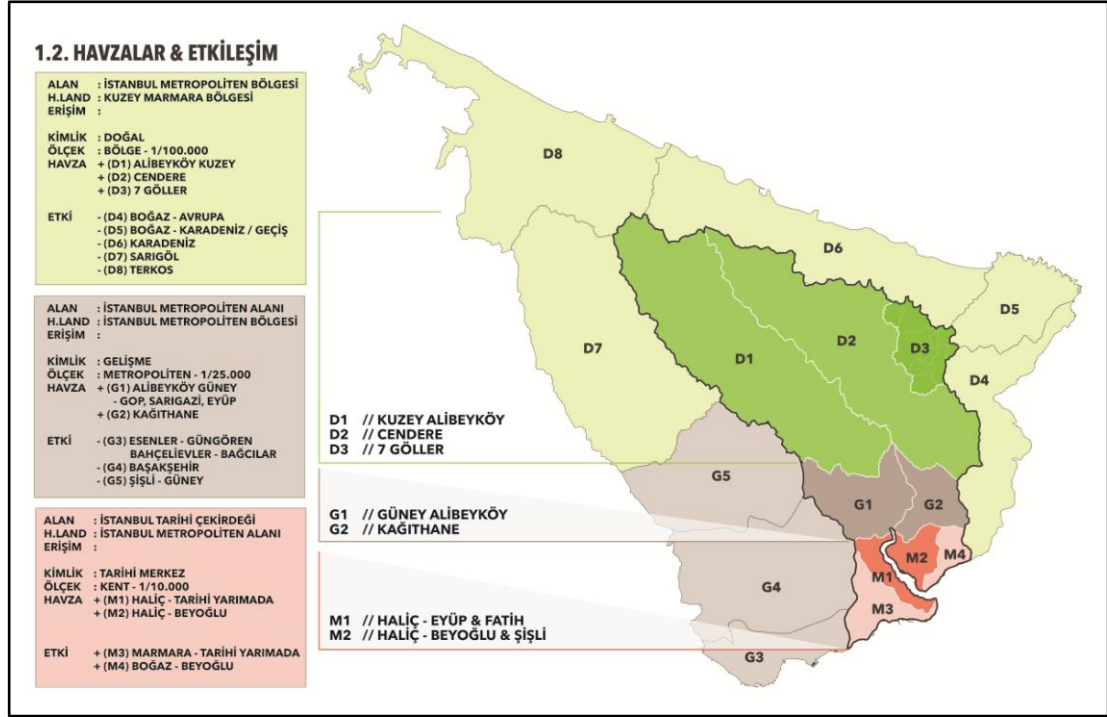 1.2. HAVZALAR & ETKİLEŞİM
ALAN : İSTANBUL METROPOLİTEN BÖLGESİ
H.LAND : KUZEY MARMARA BÖLGESİ
ERİŞİM :
KİMLİK : DOĞAL
ÖLÇEK : BÖLGE - 1/100.000
HAVZA + (D1) ALİBEYKÖY KUZEY
+ (D2) CENDERE
+ (D3) 7 GÖLLER
ETKİ - (D4) BOĞAZ - AVRUPA
- (D5) BOĞAZ - KARADENİZ / GEÇİŞ
- (D6) KARADENİZ
- (D7) SARIGÖL
- (D8) TERKOS
ALAN : İSTANBUL METROPOLİTEN ALANI
H.LAND : İSTANBUL METROPOLİTEN BÖLGESİ
ERİŞİM :
KİMLİK : GELİŞME
ÖLÇEK : METROPOLİTEN - 1/25.000
HAVZA + (G1) ALİBEYKÖY GÜNEY
- GOP, SARIGAZİ, EYÜP
+ (G2) KAĞITHANE
ETKİ - (G3) ESENLER - GÜNGÖREN
BAHÇELİEVLER - BAĞCILAR
- (G4) BAŞAKŞEHİR
- (G5) ŞİŞLİ - GÜNEY
ALAN : İSTANBUL TARİHİ ÇEKİRDEĞİ
H.LAND : İSTANBUL METROPOLİTEN ALANI
ERİŞİM :
KİMLİK : TARİHİ MERKEZ
ÖLÇEK : KENT - 1/10.000
HAVZA + (M1) HALİÇ - TARİHİ YARIMADA
+ (M2) HALİÇ - BEYOĞLU
ETKİ + (M3) MARMARA - TARİHİ YARIMADA
+ (M4) BOĞAZ - BEYOĞLU
D1 // KUZEY ALİBEYKÖY
D2 // CENDERE
D3 // 7 GÖLLER
G1 // GÜNEY ALİBEYKÖY
G2 // KAĞITHANE
M1 // HALİÇ - EYÜP & FATİH
M2 // HALİÇ - BEYOĞLU & ŞİŞLİ
D8
D6
D5
D3
D2
D1
D4
D7
G5
G1
G2
M4
M2
M1
G4
M3
G3